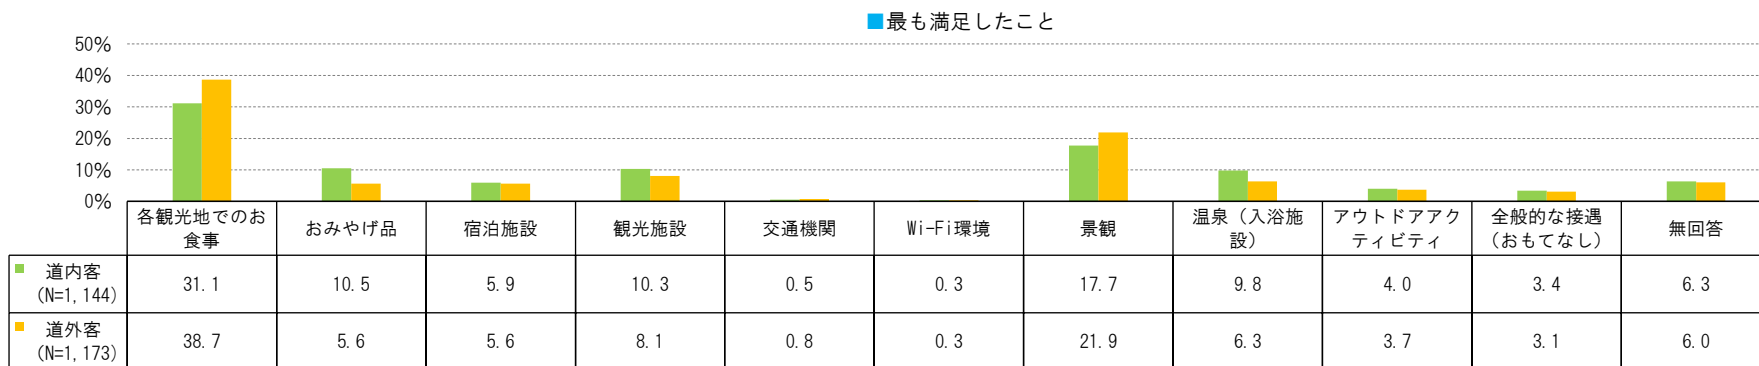 ■最も満足したこと
50%
40%
30%
20%
10%
0%
各観光地でのお
食事
おみやげ品
宿泊施設
観光施設
交通機関
Wi-Fi環境
景観
温泉（入浴施
設）
アウトドアアク
ティビティ
全般的な接遇
（おもてなし）
無回答
道内客
(N=1,144)
31.1 10.5 5.9 10.3 0.5 0.3 17.7 9.8 4.0 3.4 6.3
道外客
(N=1,173)
38.7 5.6 5.6 8.1 0.8 0.3 21.9 6.3 3.7 3.1 6.0